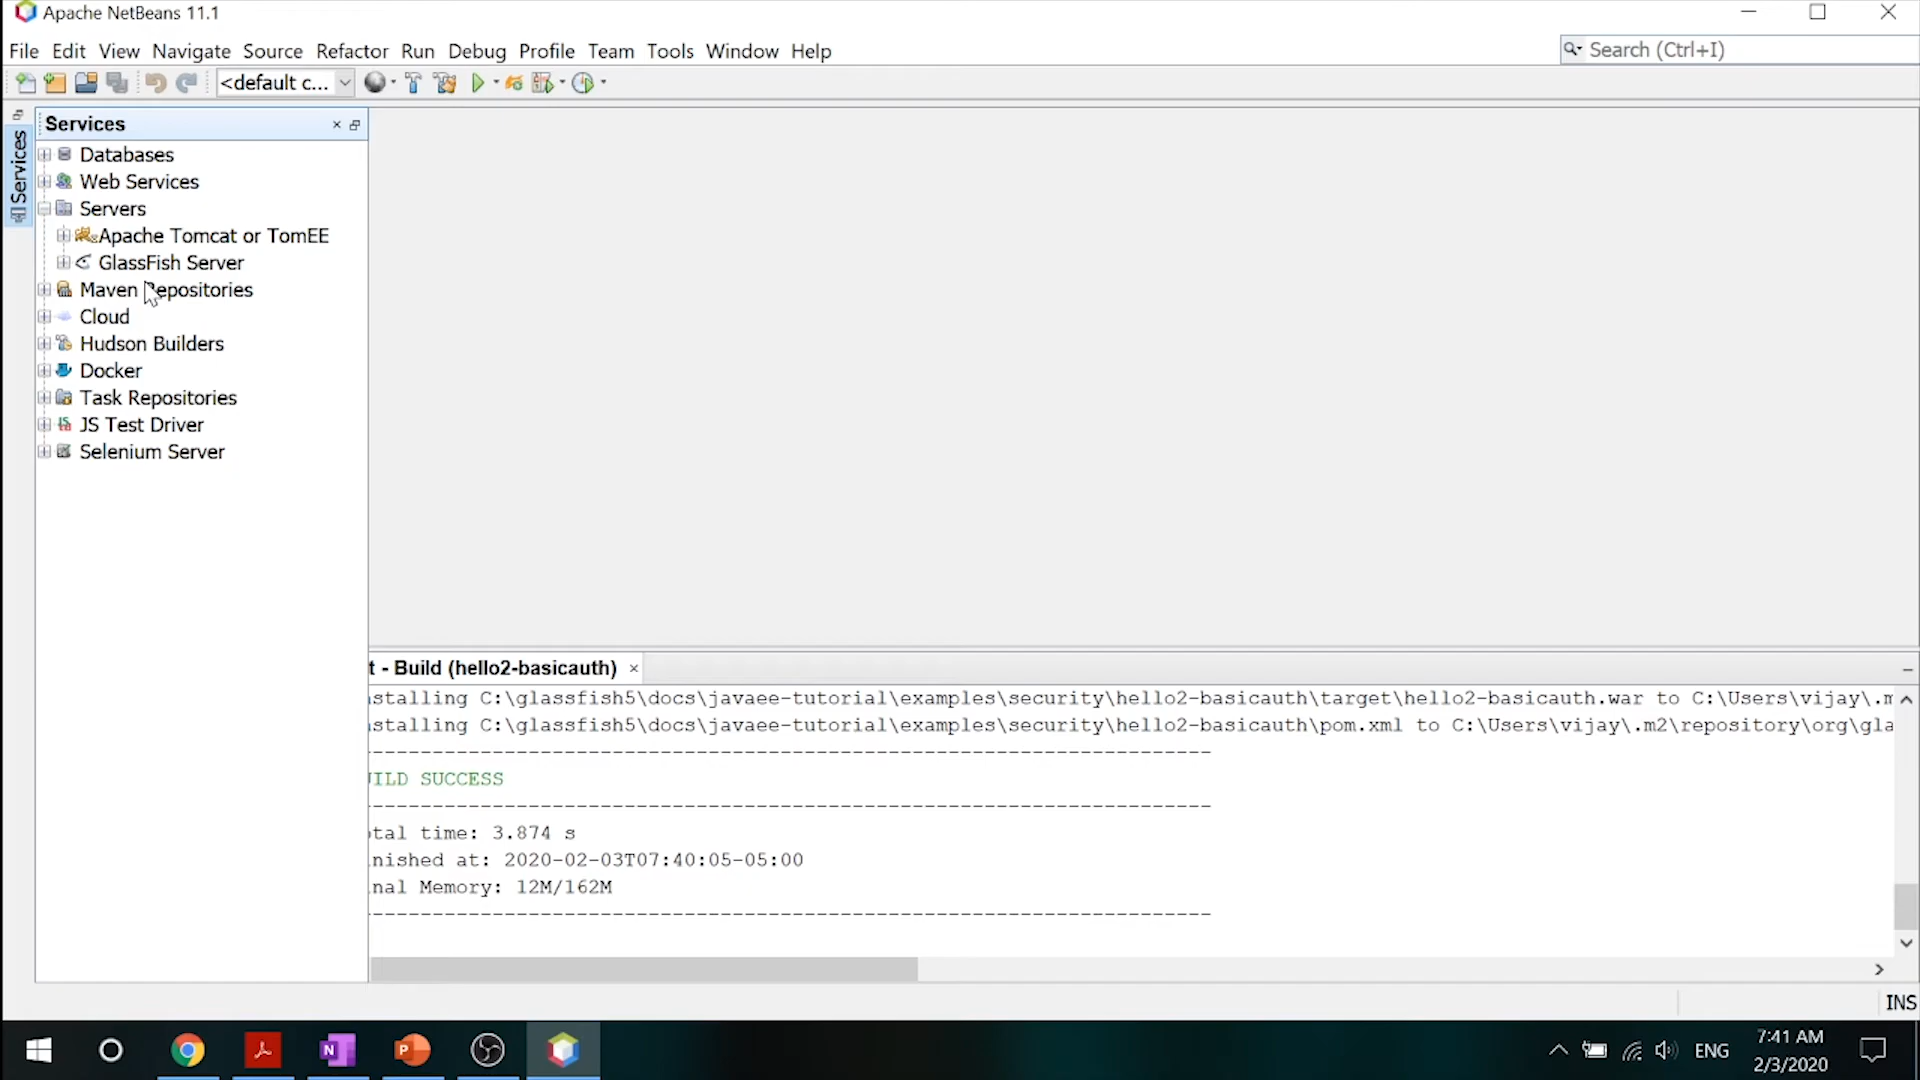 Apache NetBeans 11.1
File Edit View Navigate Source Refactor Run Debug Profile Team Tools Window Help
Search (Ctrl+I)
<default c...
Services
Services
Databases
Web Services
Servers
Apache Tomcat or TomEE
GlassFish Server
Maven Repositories
Cloud
Hudson Builders
Docker
Task Repositories
JS Test Driver
Selenium Server
t - Build (hello2-basicauth)
stalling C:\glassfish5\docs\javaee-tutorial\examples\security\hello2-basicauth\target\hello2-basicauth.war to C:\Users\vijay\.m
stalling C:\glassfish5\docs\javaee-tutorial\examples\security\hello2-basicauth\pom.xml to C:\Users\vijay\.m2\repository\org\gla
------------------------------------------------------------------------
UILD SUCCESS
------------------------------------------------------------------------
otal time: 3.874 s
nished at: 2020-02-03T07:40:05-05:00
nal Memory: 12M/162M
------------------------------------------------------------------------
INS
ENG
7:41 AM
2/3/2020